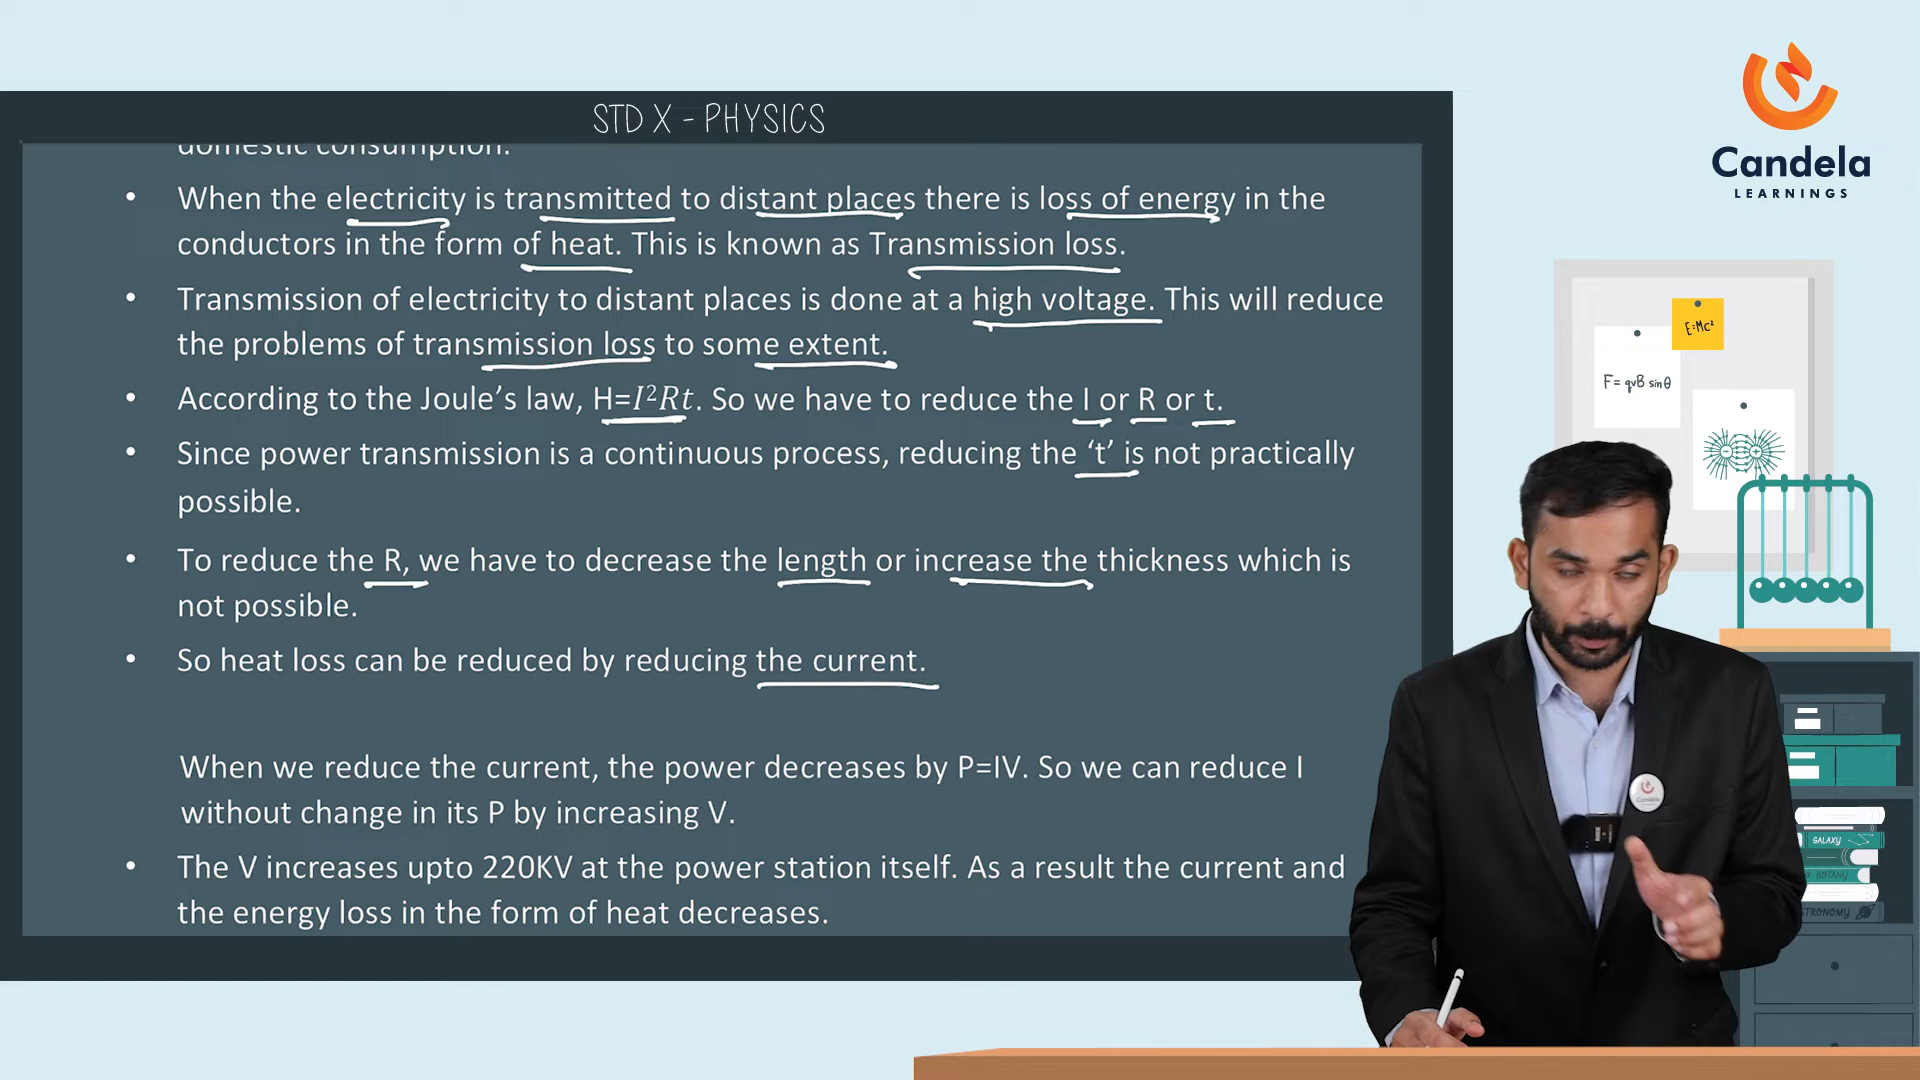 STD X - PHYSICS
domestic consumption.
• When the electricity is transmitted to distant places there is loss of energy in the
conductors in the form of heat. This is known as Transmission loss.
• Transmission of electricity to distant places is done at a high voltage. This will reduce
the problems of transmission loss to some extent.
• According to the Joule’s law, H=I²Rt. So we have to reduce the I or R or t.
• Since power transmission is a continuous process, reducing the ‘t’ is not practically
possible.
• To reduce the R, we have to decrease the length or increase the thickness which is
not possible.
• So heat loss can be reduced by reducing the current.
When we reduce the current, the power decreases by P=IV. So we can reduce I
without change in its P by increasing V.
• The V increases upto 220KV at the power station itself. As a result the current and
the energy loss in the form of heat decreases.
Candela
LEARNINGS
E=Mc²
F= qvB sinθ
Candela
GALAXY
BOTANY
STRONOMY